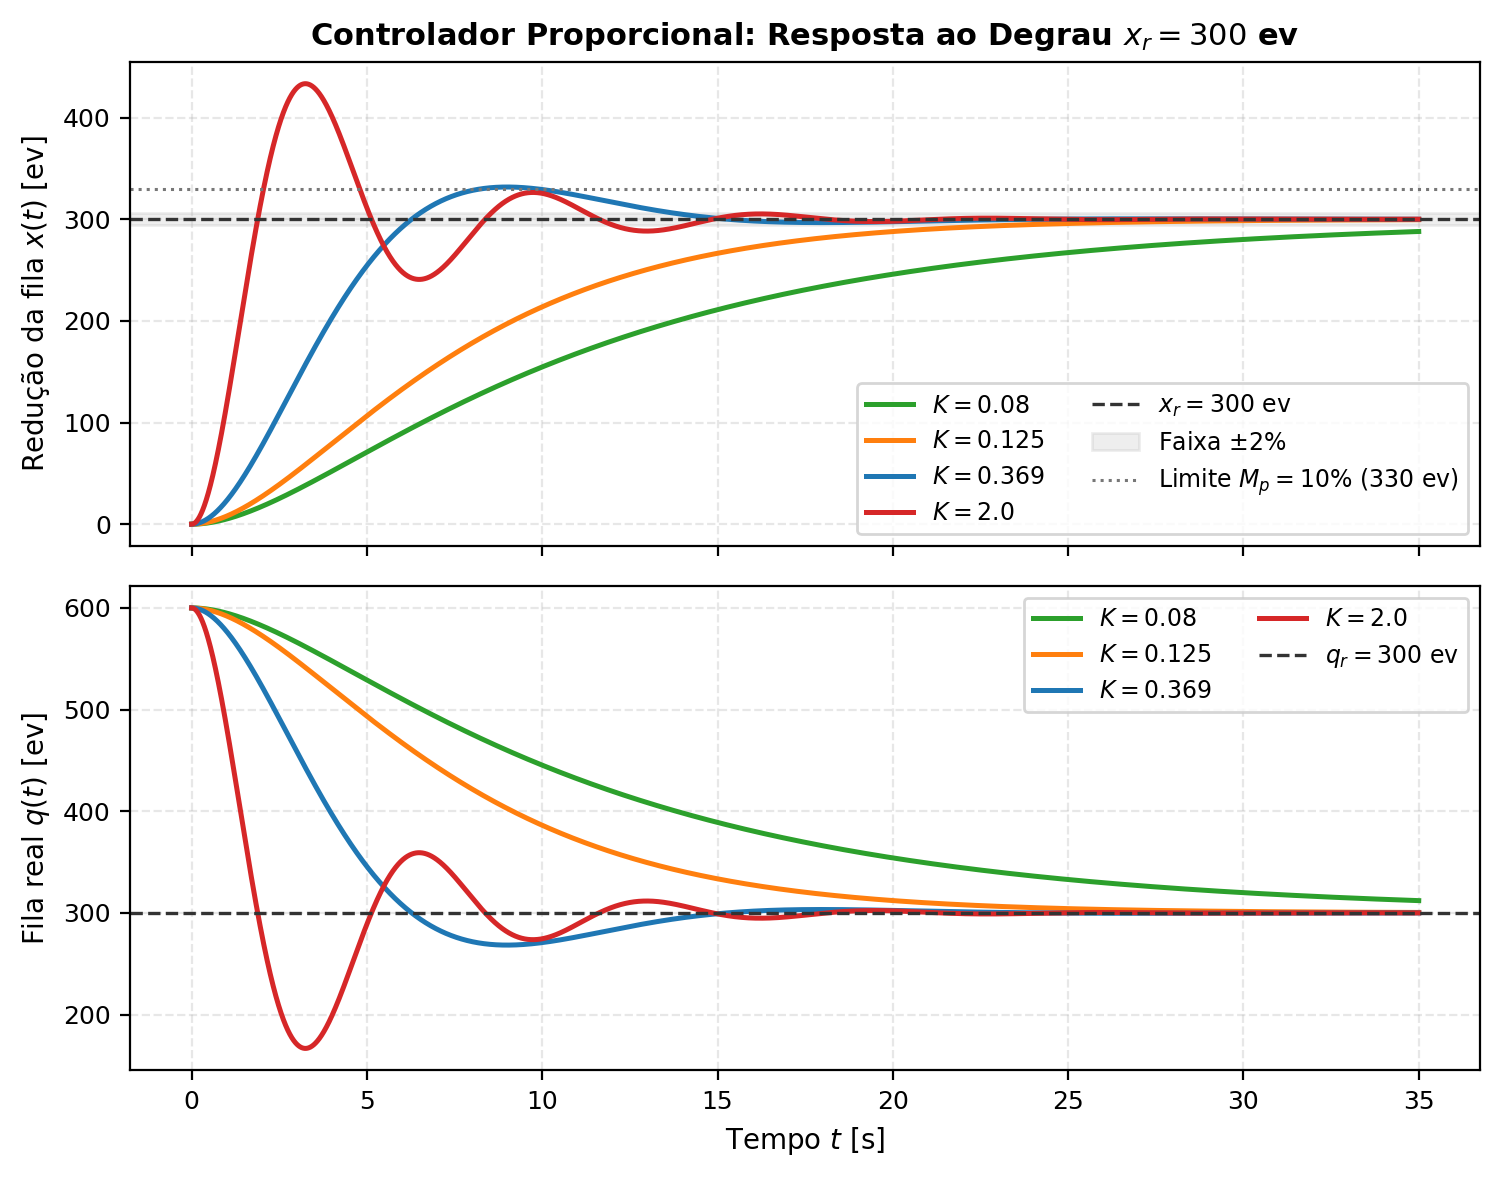 Controlador Proporcional: Resposta ao Degrau x_r = 300 ev
Redução da fila x(t) [ev]
400
300
200
100
0
K = 0.08
K = 0.125
K = 0.369
K = 2.0
x_r = 300 ev
Faixa ±2%
Limite M_p = 10% (330 ev)
Fila real q(t) [ev]
600
500
400
300
200
K = 0.08
K = 0.125
K = 0.369
K = 2.0
q_r = 300 ev
0 5 10 15 20 25 30 35
Tempo t [s]